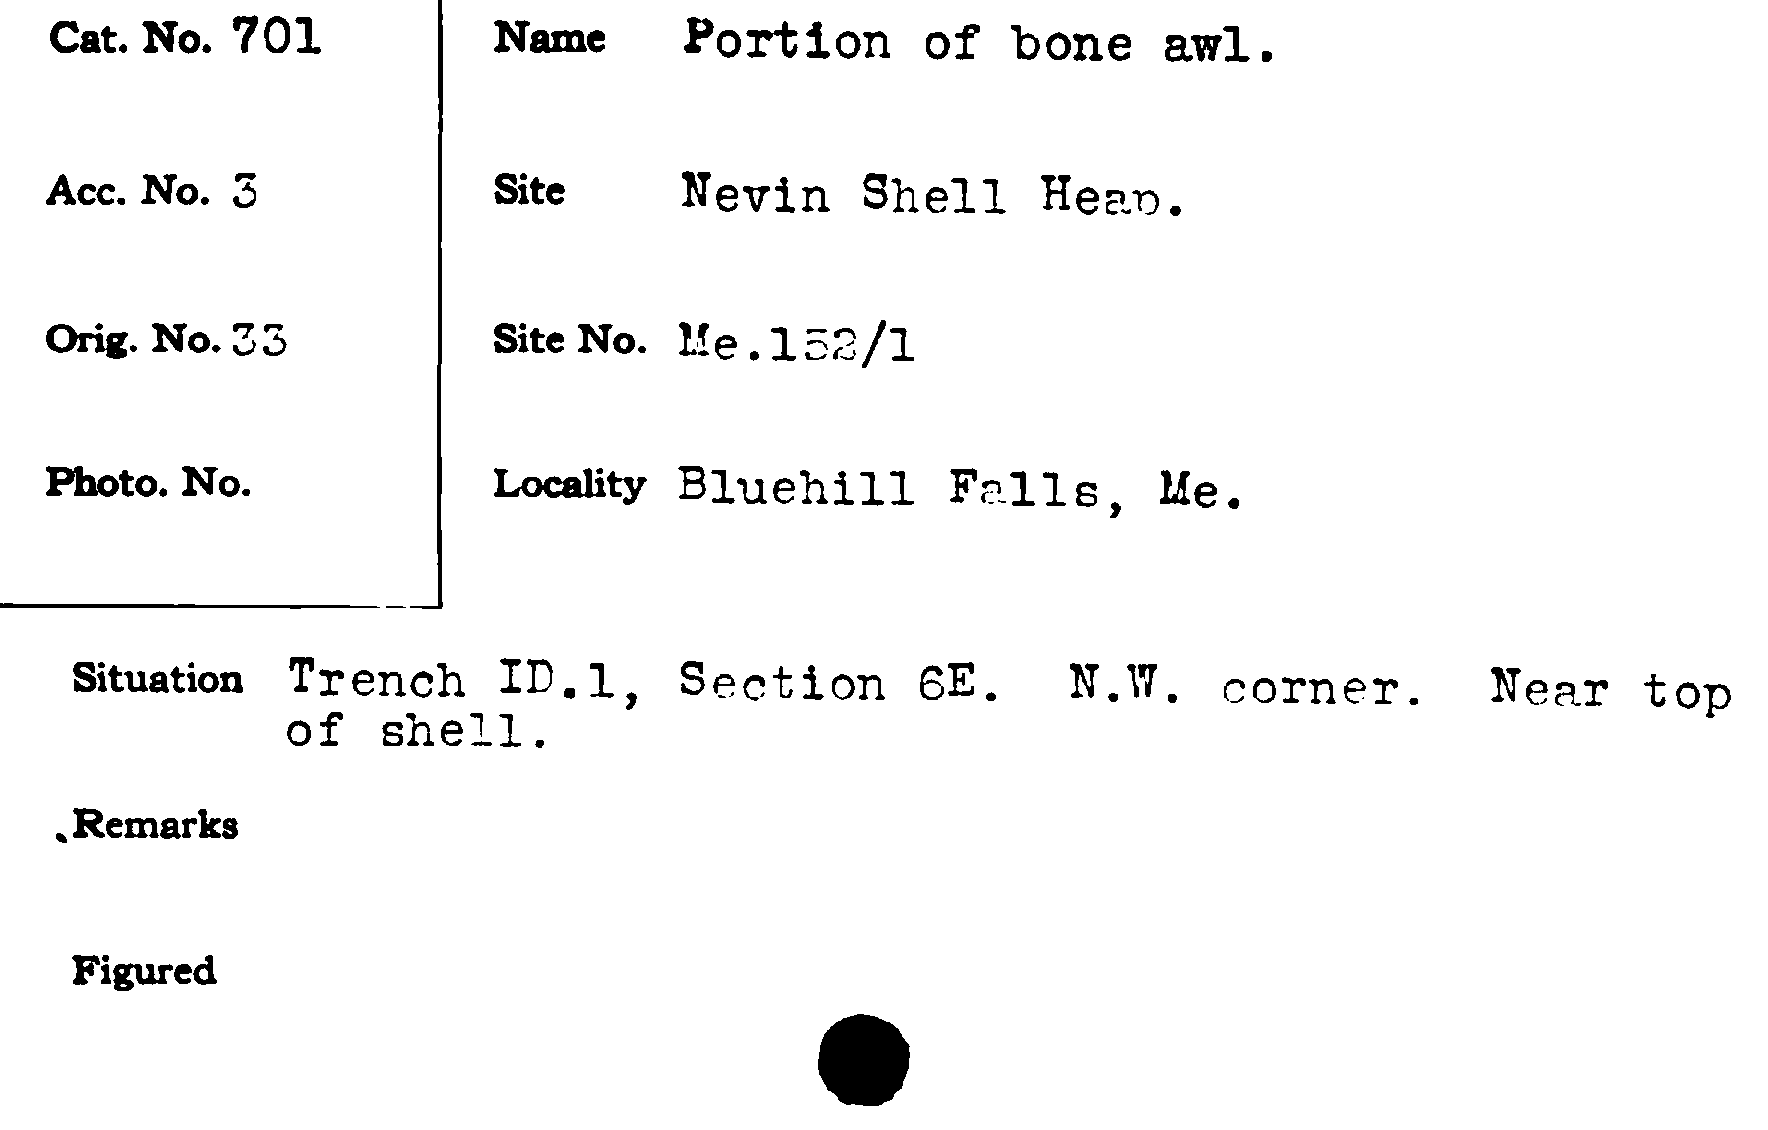 Cat. No. 701
Name Portion of bone awl.
Acc. No. 3
Site Nevin Shell Heap.
Orig. No. 33
Site No. Me.152/1
Photo. No.
Locality Bluehill Falls, Me.
Situation Trench ID.1, Section 6E. N.W. corner. Near top
of shell.
Remarks
Figured